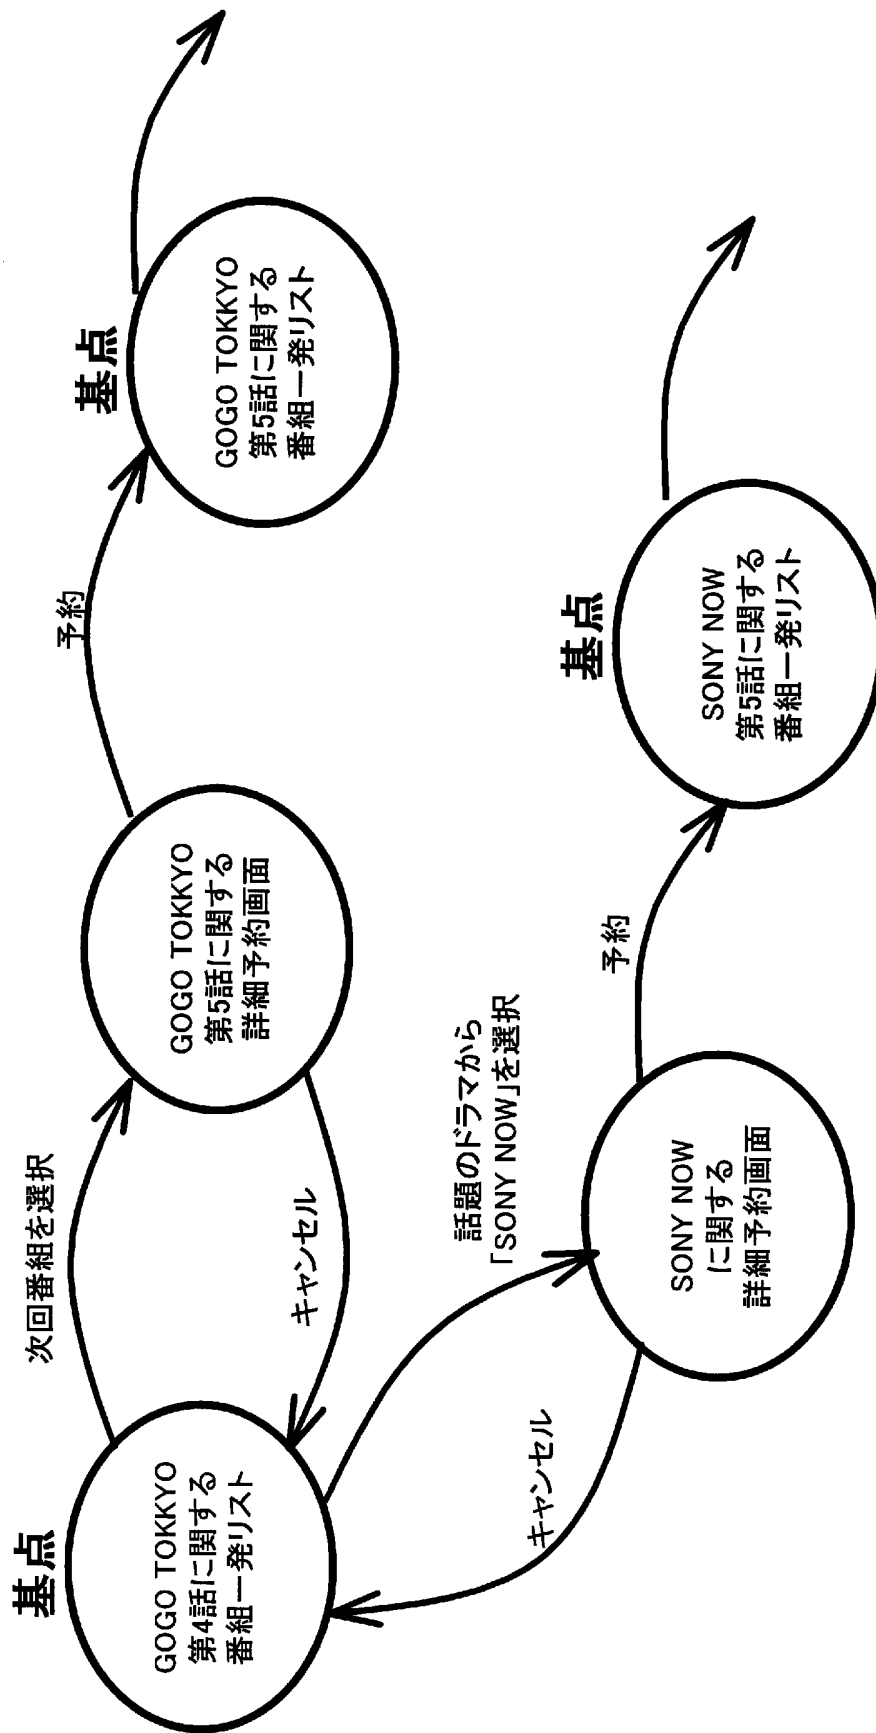 基点
GOGO TOKKYO
第4話に関する
番組一発リスト
次回番組を選択
キャンセル
GOGO TOKKYO
第5話に関する
詳細予約画面
予約
基点
GOGO TOKKYO
第5話に関する
番組一発リスト
話題のドラマから
「SONY NOW」を選択
キャンセル
SONY NOW
に関する
詳細予約画面
予約
基点
SONY NOW
第5話に関する
番組一発リスト